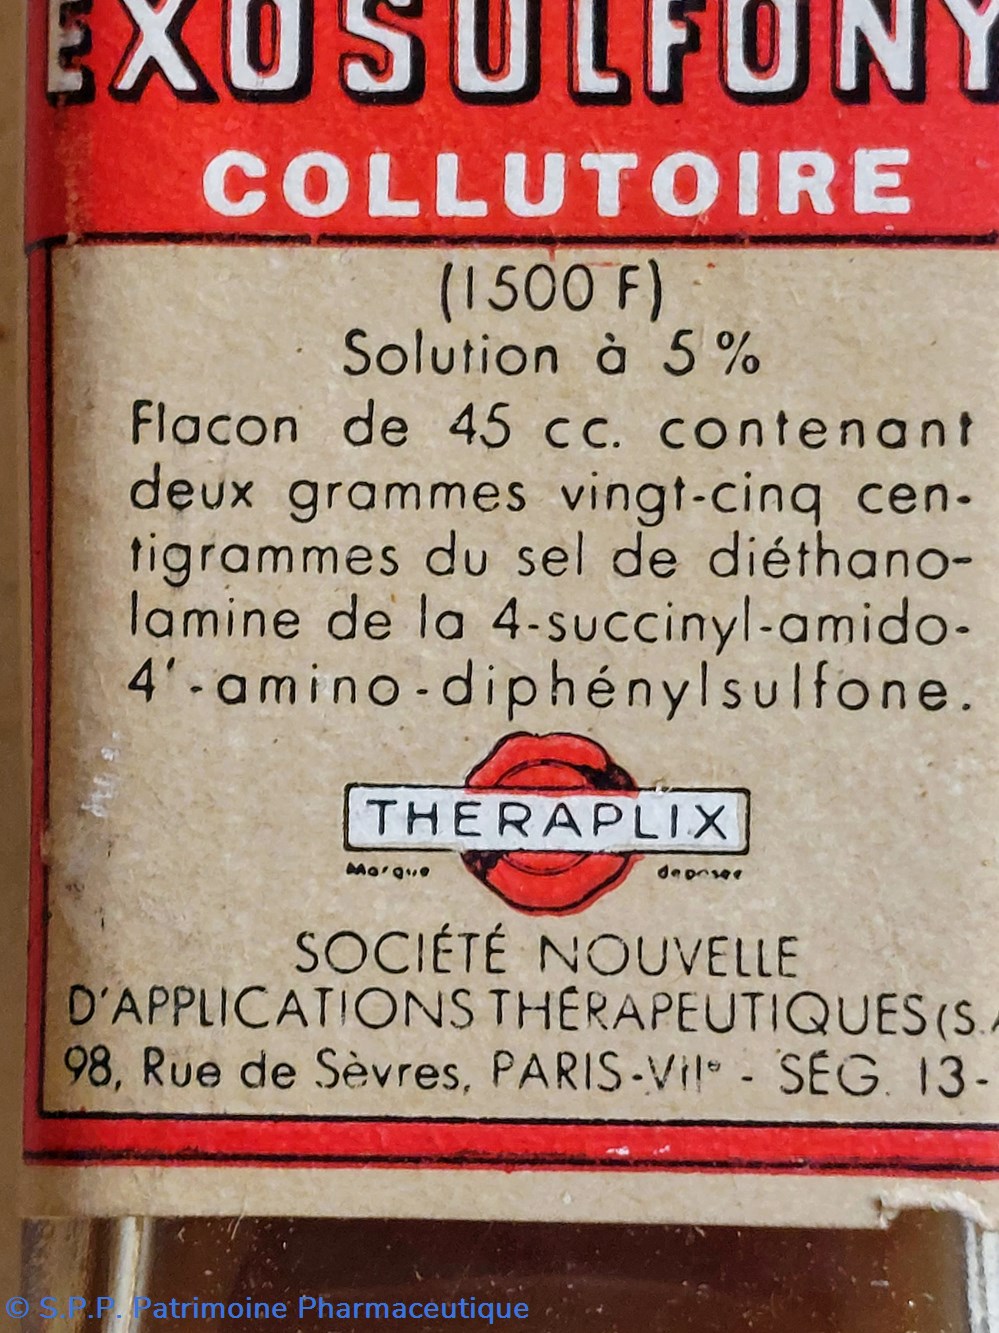 EXOSULFONY
COLLUTOIRE
(1500 F)
Solution à 5 %
Flacon de 45 cc. contenant
deux grammes vingt-cinq cen-
tigrammes du sel de diéthano-
lamine de la 4-succinyl-amido-
4'-amino-diphénylsulfone.
THERAPLIX
Marque déposée
SOCIÉTÉ NOUVELLE
D'APPLICATIONS THÉRAPEUTIQUES (S.A
98, Rue de Sèvres, PARIS-VIIe - SÉG. 13-
© S.P.P. Patrimoine Pharmaceutique